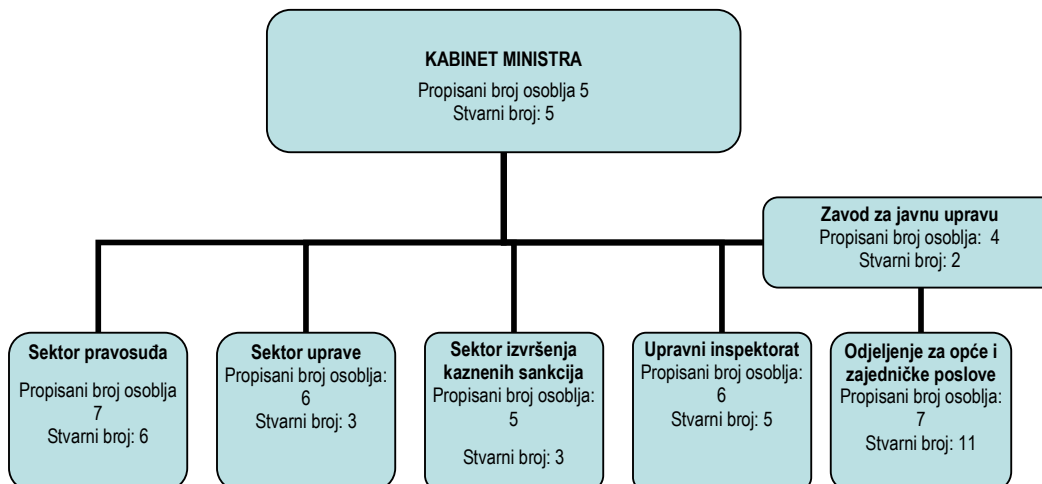 KABINET MINISTRA
Propisani broj osoblja 5
Stvarni broj: 5
Zavod za javnu upravu
Propisani broj osoblja: 4
Stvarni broj: 2
Sektor pravosuđa
Propisani broj osoblja
7
Stvarni broj: 6
Sektor uprave
Propisani broj osoblja:
6
Stvarni broj: 3
Sektor izvršenja
kaznenih sankcija
Propisani broj osoblja:
5
Stvarni broj: 3
Upravni inspektorat
Propisani broj osoblja:
6
Stvarni broj: 5
Odjeljenje za opće i
zajedničke poslove
Propisani broj osoblja:
7
Stvarni broj: 11